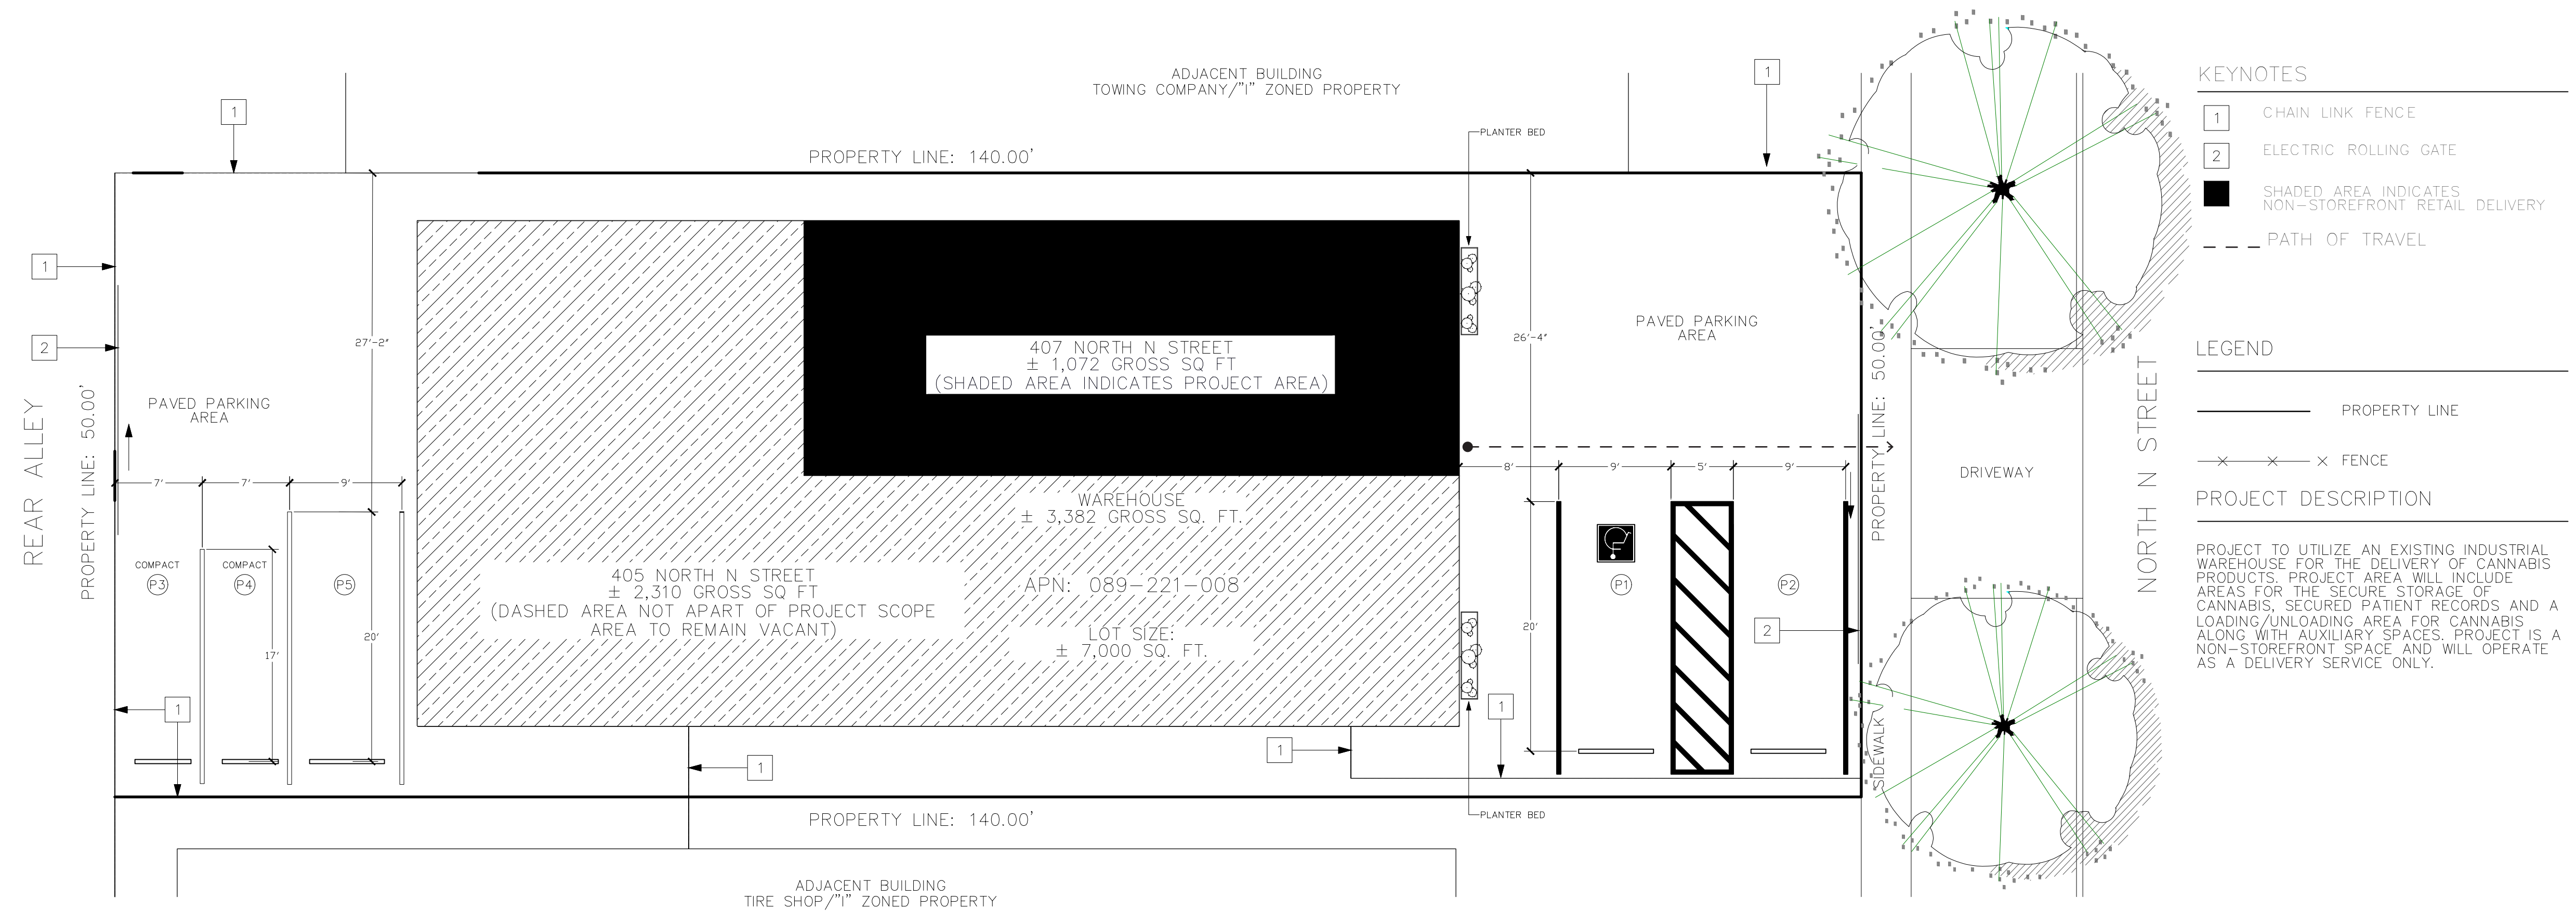 ADJACENT BUILDING
TOWING COMPANY/"I" ZONED PROPERTY
1
1
PLANTER BED
PROPERTY LINE: 140.00'
1
2
27'-2"
26'-4"
PAVED PARKING
AREA
PAVED PARKING
AREA
407 NORTH N STREET
± 1,072 GROSS SQ FT
(SHADED AREA INDICATES PROJECT AREA)
REAR ALLEY
PROPERTY LINE: 50.00'
7'
7'
9'
8'
9'
5'
9'
WAREHOUSE
± 3,382 GROSS SQ. FT.
COMPACT
P3
COMPACT
P4
P5
405 NORTH N STREET
± 2,310 GROSS SQ FT
(DASHED AREA NOT APART OF PROJECT SCOPE
AREA TO REMAIN VACANT)
APN: 089-221-008
LOT SIZE:
± 7,000 SQ. FT.
P1
P2
20'
17'
20'
2
1
1
1
1
PLANTER BED
PROPERTY LINE: 140.00'
ADJACENT BUILDING
TIRE SHOP/"I" ZONED PROPERTY
PROPERTY LINE: 50.00'
SIDEWALK
DRIVEWAY
NORTH N STREET
KEYNOTES
1 CHAIN LINK FENCE
2 ELECTRIC ROLLING GATE
SHADED AREA INDICATES
NON-STOREFRONT RETAIL DELIVERY
PATH OF TRAVEL
LEGEND
PROPERTY LINE
FENCE
PROJECT DESCRIPTION
PROJECT TO UTILIZE AN EXISTING INDUSTRIAL
WAREHOUSE FOR THE DELIVERY OF CANNABIS
PRODUCTS. PROJECT AREA WILL INCLUDE
AREAS FOR THE SECURE STORAGE OF
CANNABIS, SECURED PATIENT RECORDS AND A
LOADING/UNLOADING AREA FOR CANNABIS
ALONG WITH AUXILIARY SPACES. PROJECT IS A
NON-STOREFRONT SPACE AND WILL OPERATE
AS A DELIVERY SERVICE ONLY.